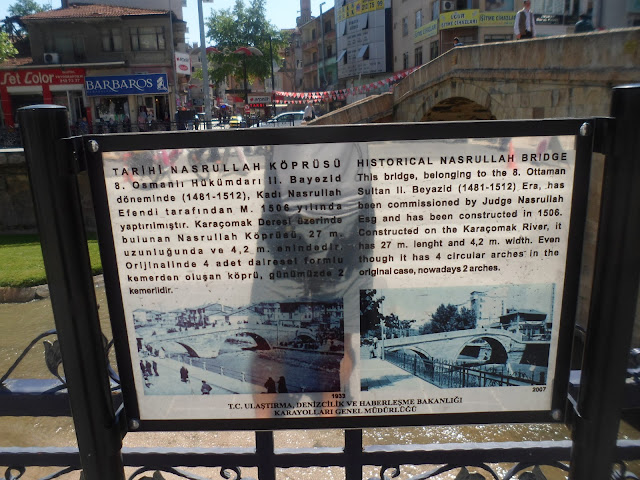 Set Color
BARBAROS
UĞUR
TARİHİ NASRULLAH KÖPRÜSÜ
8. Osmanlı Hükümdarı II. Bayezid
döneminde (1481-1512), Kadı Nasrullah
Efendi tarafından M. 1506 yılında
yaptırılmıştır. Karaçomak Deresi üzerinde
bulunan Nasrullah Köprüsü, 27 m.
uzunluğunda ve 4,2 m. enindedir.
Orijinalinde 4 adet dairesel formlu
kemerden oluşan köprü, günümüzde 2
kemerlidir.
HISTORICAL NASRULLAH BRIDGE
This bridge, belonging to the 8. Ottaman
Sultan II. Beyazid (1481-1512) Era, has
been commissioned by Judge Nasrullah
Esg and has been constructed in 1506.
Constructed on the Karaçomak River, it
has 27 m. lenght and 4,2 m. width. Even
though it has 4 circular arches in the
original case, nowadays 2 arches.
1933
2007
T.C. ULAŞTIRMA, DENİZCİLİK VE HABERLEŞME BAKANLIĞI
KARAYOLLARI GENEL MÜDÜRLÜĞÜ